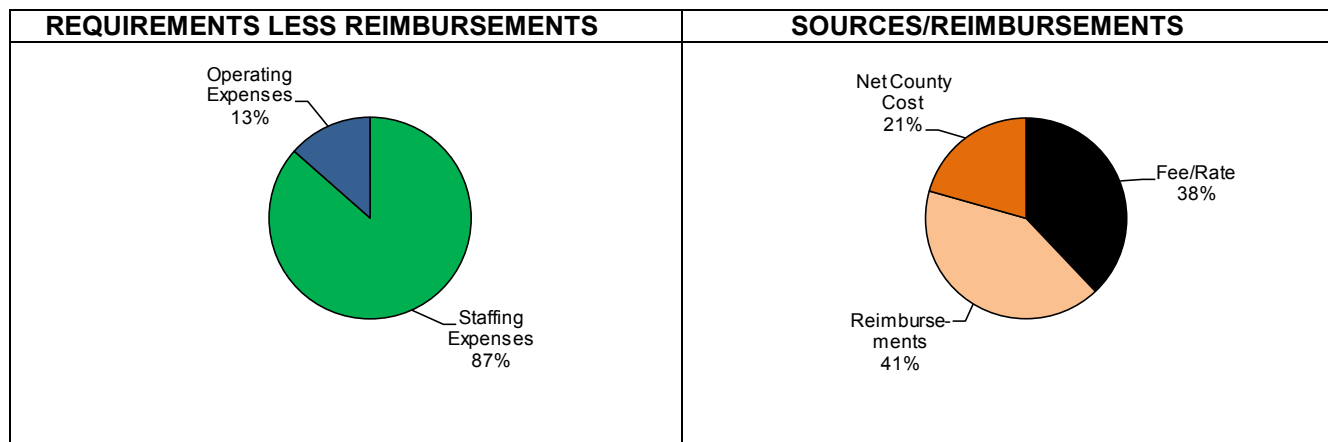 REQUIREMENTS LESS REIMBURSEMENTS
Operating
Expenses
13%
Staffing
Expenses
87%
SOURCES/REIMBURSEMENTS
Net County
Cost
21%
Fee/Rate
38%
Reimburse-
ments
41%